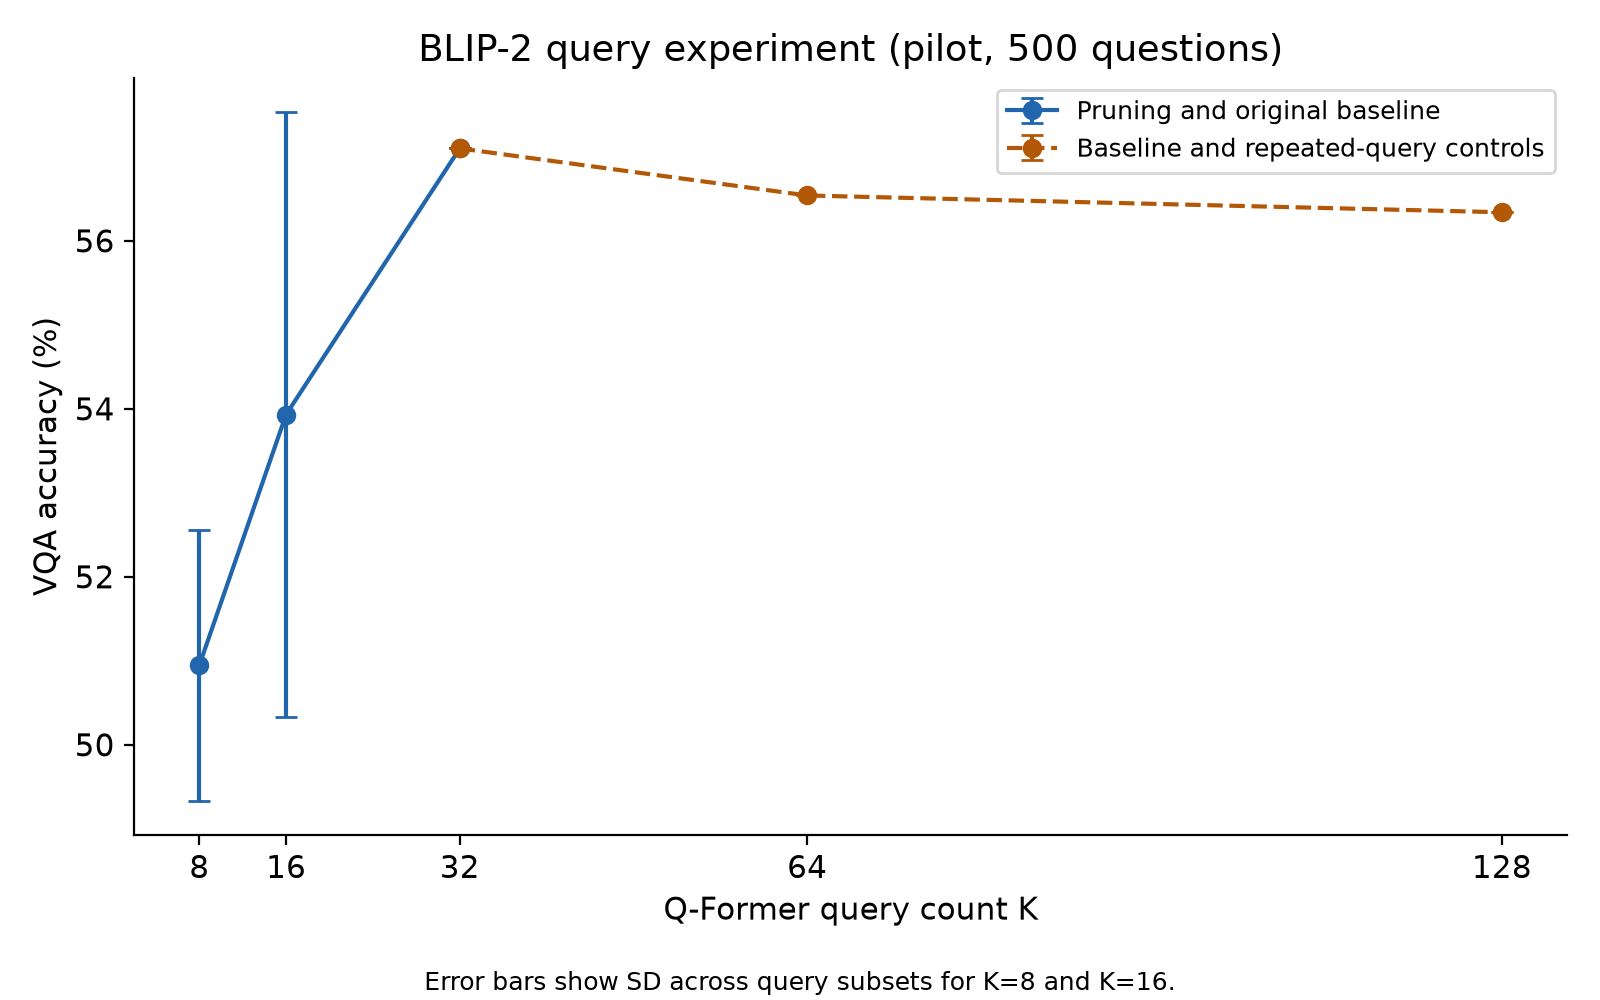 BLIP-2 query experiment (pilot, 500 questions)
Pruning and original baseline
Baseline and repeated-query controls
VQA accuracy (%)
56
54
52
50
8 16 32 64 128
Q-Former query count K
Error bars show SD across query subsets for K=8 and K=16.